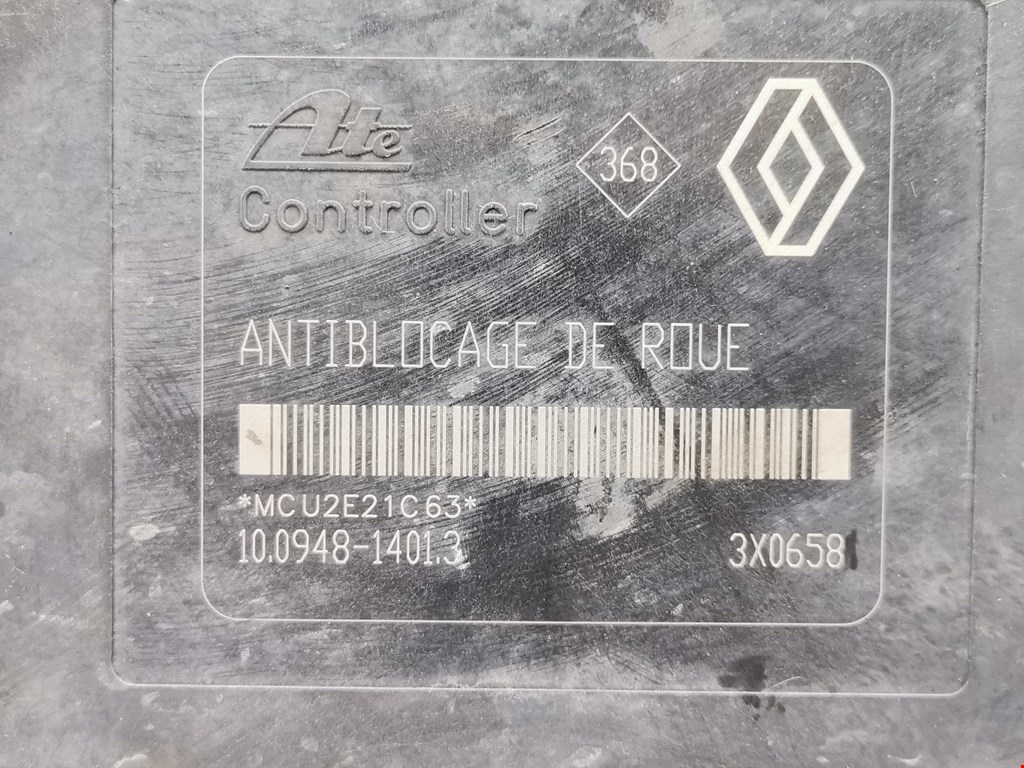 Ate
Controller
368
ANTIBLOCAGE DE ROUE
*MCU2E21C63*
10.0948-1401.3
3X0658